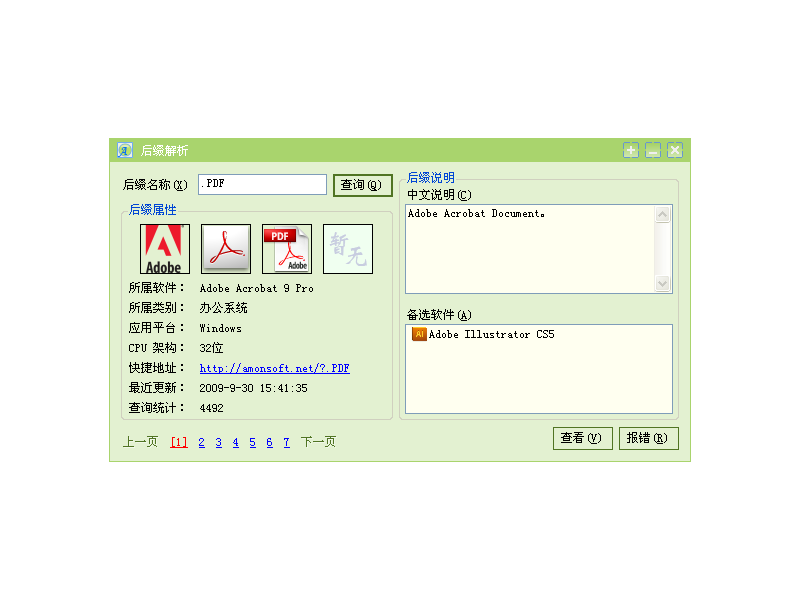 后缀解析
后缀名称(X) .PDF 查询(Q)
后缀属性
Adobe
PDF
Adobe
暂无
所属软件： Adobe Acrobat 9 Pro
所属类别： 办公系统
应用平台： Windows
CPU 架构： 32位
快捷地址： http://amonsoft.net/?.PDF
最近更新： 2009-9-30 15:41:35
查询统计： 4492
上一页 [1] 2 3 4 5 6 7 下一页
后缀说明
中文说明(C)
Adobe Acrobat Document。
备选软件(A)
Ai Adobe Illustrator CS5
查看(V) 报错(R)